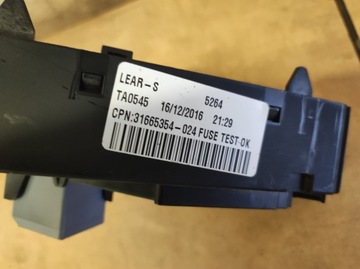 LEAR-S 5264
TA0545 16/12/2016 21:29
CPN:31665354-024 FUSE TEST OK